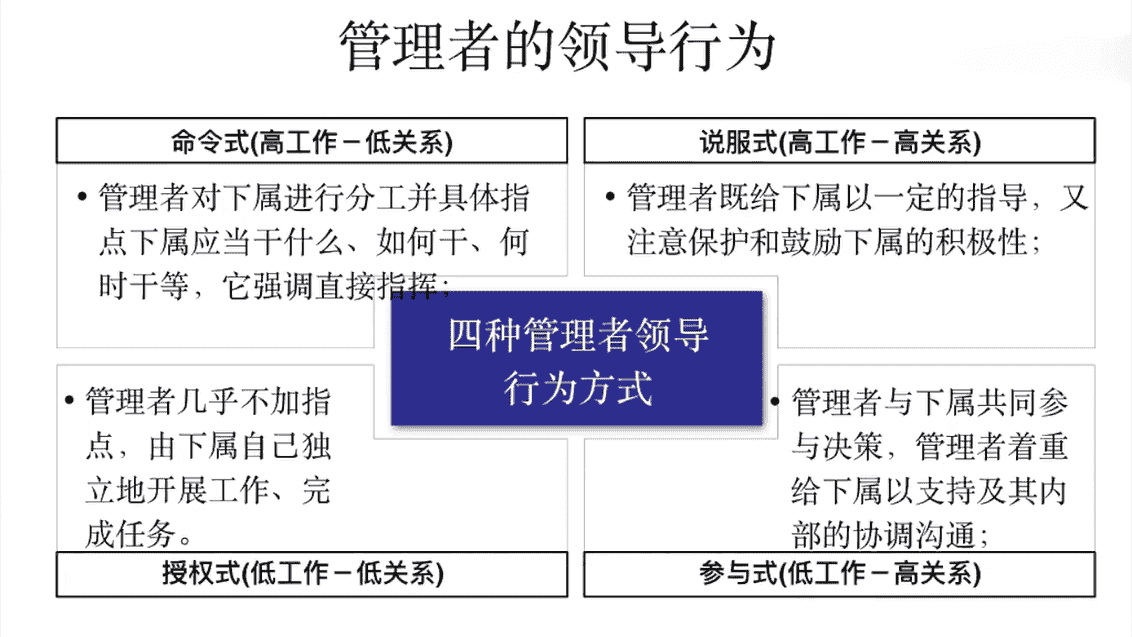 管理者的领导行为
命令式(高工作－低关系)
• 管理者对下属进行分工并具体指
点下属应当干什么、如何干、何
时干等，它强调直接指挥；
说服式(高工作－高关系)
• 管理者既给下属以一定的指导，又
注意保护和鼓励下属的积极性；
四种管理者领导
行为方式
• 管理者几乎不加指
点，由下属自己独
立地开展工作、完
成任务。
授权式(低工作－低关系)
• 管理者与下属共同参
与决策，管理者着重
给下属以支持及其内
部的协调沟通；
参与式(低工作－高关系)